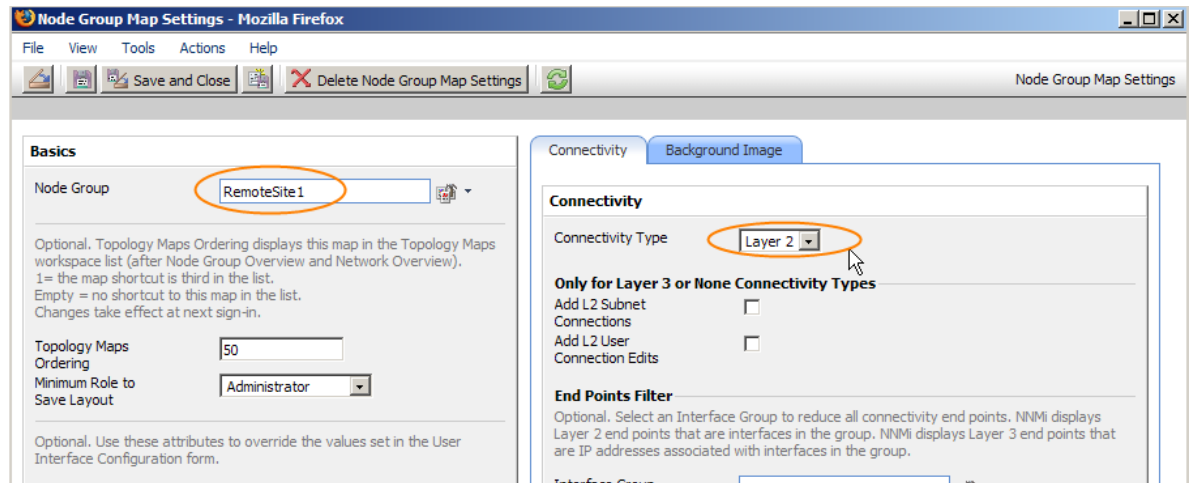 Node Group Map Settings - Mozilla Firefox
File View Tools Actions Help
Save and Close Delete Node Group Map Settings Node Group Map Settings
Basics
Node Group RemoteSite1
Optional. Topology Maps Ordering displays this map in the Topology Maps
workspace list (after Node Group Overview and Network Overview).
1= the map shortcut is third in the list.
Empty = no shortcut to this map in the list.
Changes take effect at next sign-in.
Topology Maps
Ordering
50
Minimum Role to
Save Layout
Administrator
Optional. Use these attributes to override the values set in the User
Interface Configuration form.
Connectivity Background Image
Connectivity
Connectivity Type Layer 2
Only for Layer 3 or None Connectivity Types
Add L2 Subnet
Connections
Add L2 User
Connection Edits
End Points Filter
Optional. Select an Interface Group to reduce all connectivity end points. NNMi displays
Layer 2 end points that are interfaces in the group. NNMi displays Layer 3 end points that
are IP addresses associated with interfaces in the group.
Interface Group